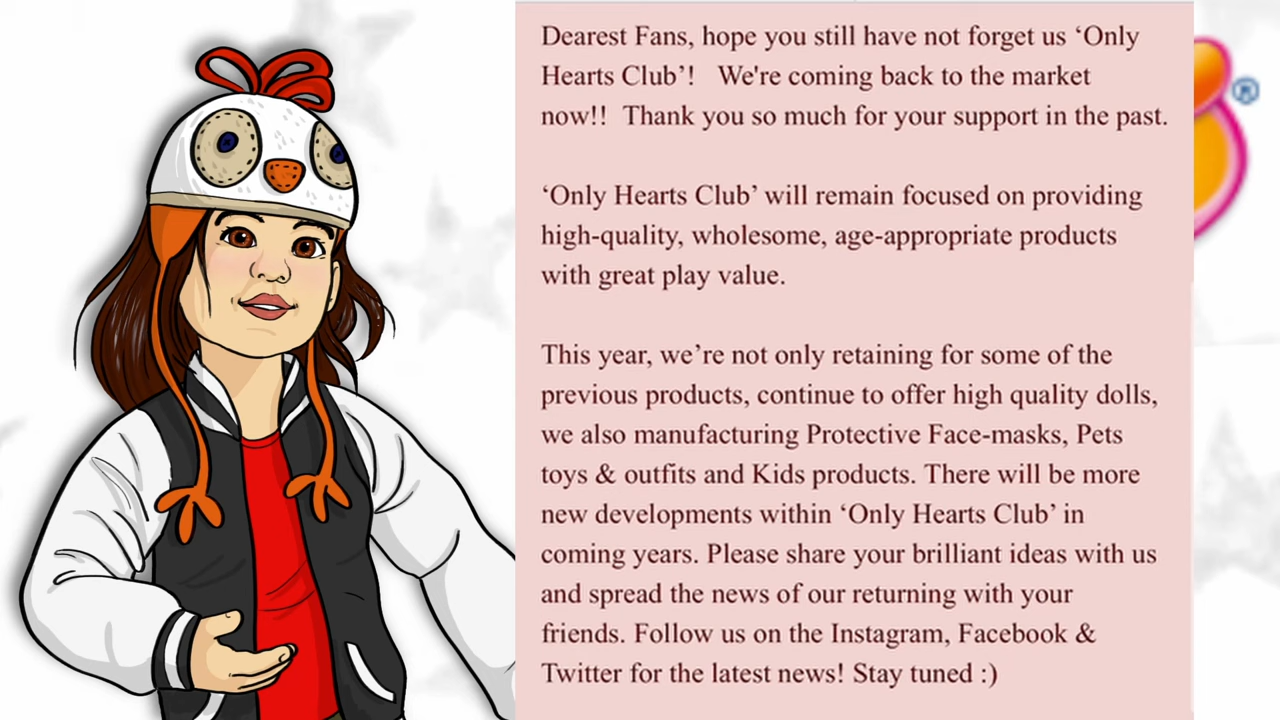 Dearest Fans, hope you still have not forget us ‘Only
Hearts Club’! We're coming back to the market
now!! Thank you so much for your support in the past.
‘Only Hearts Club’ will remain focused on providing
high-quality, wholesome, age-appropriate products
with great play value.
This year, we’re not only retaining for some of the
previous products, continue to offer high quality dolls,
we also manufacturing Protective Face-masks, Pets
toys & outfits and Kids products. There will be more
new developments within ‘Only Hearts Club’ in
coming years. Please share your brilliant ideas with us
and spread the news of our returning with your
friends. Follow us on the Instagram, Facebook &
Twitter for the latest news! Stay tuned :)
®